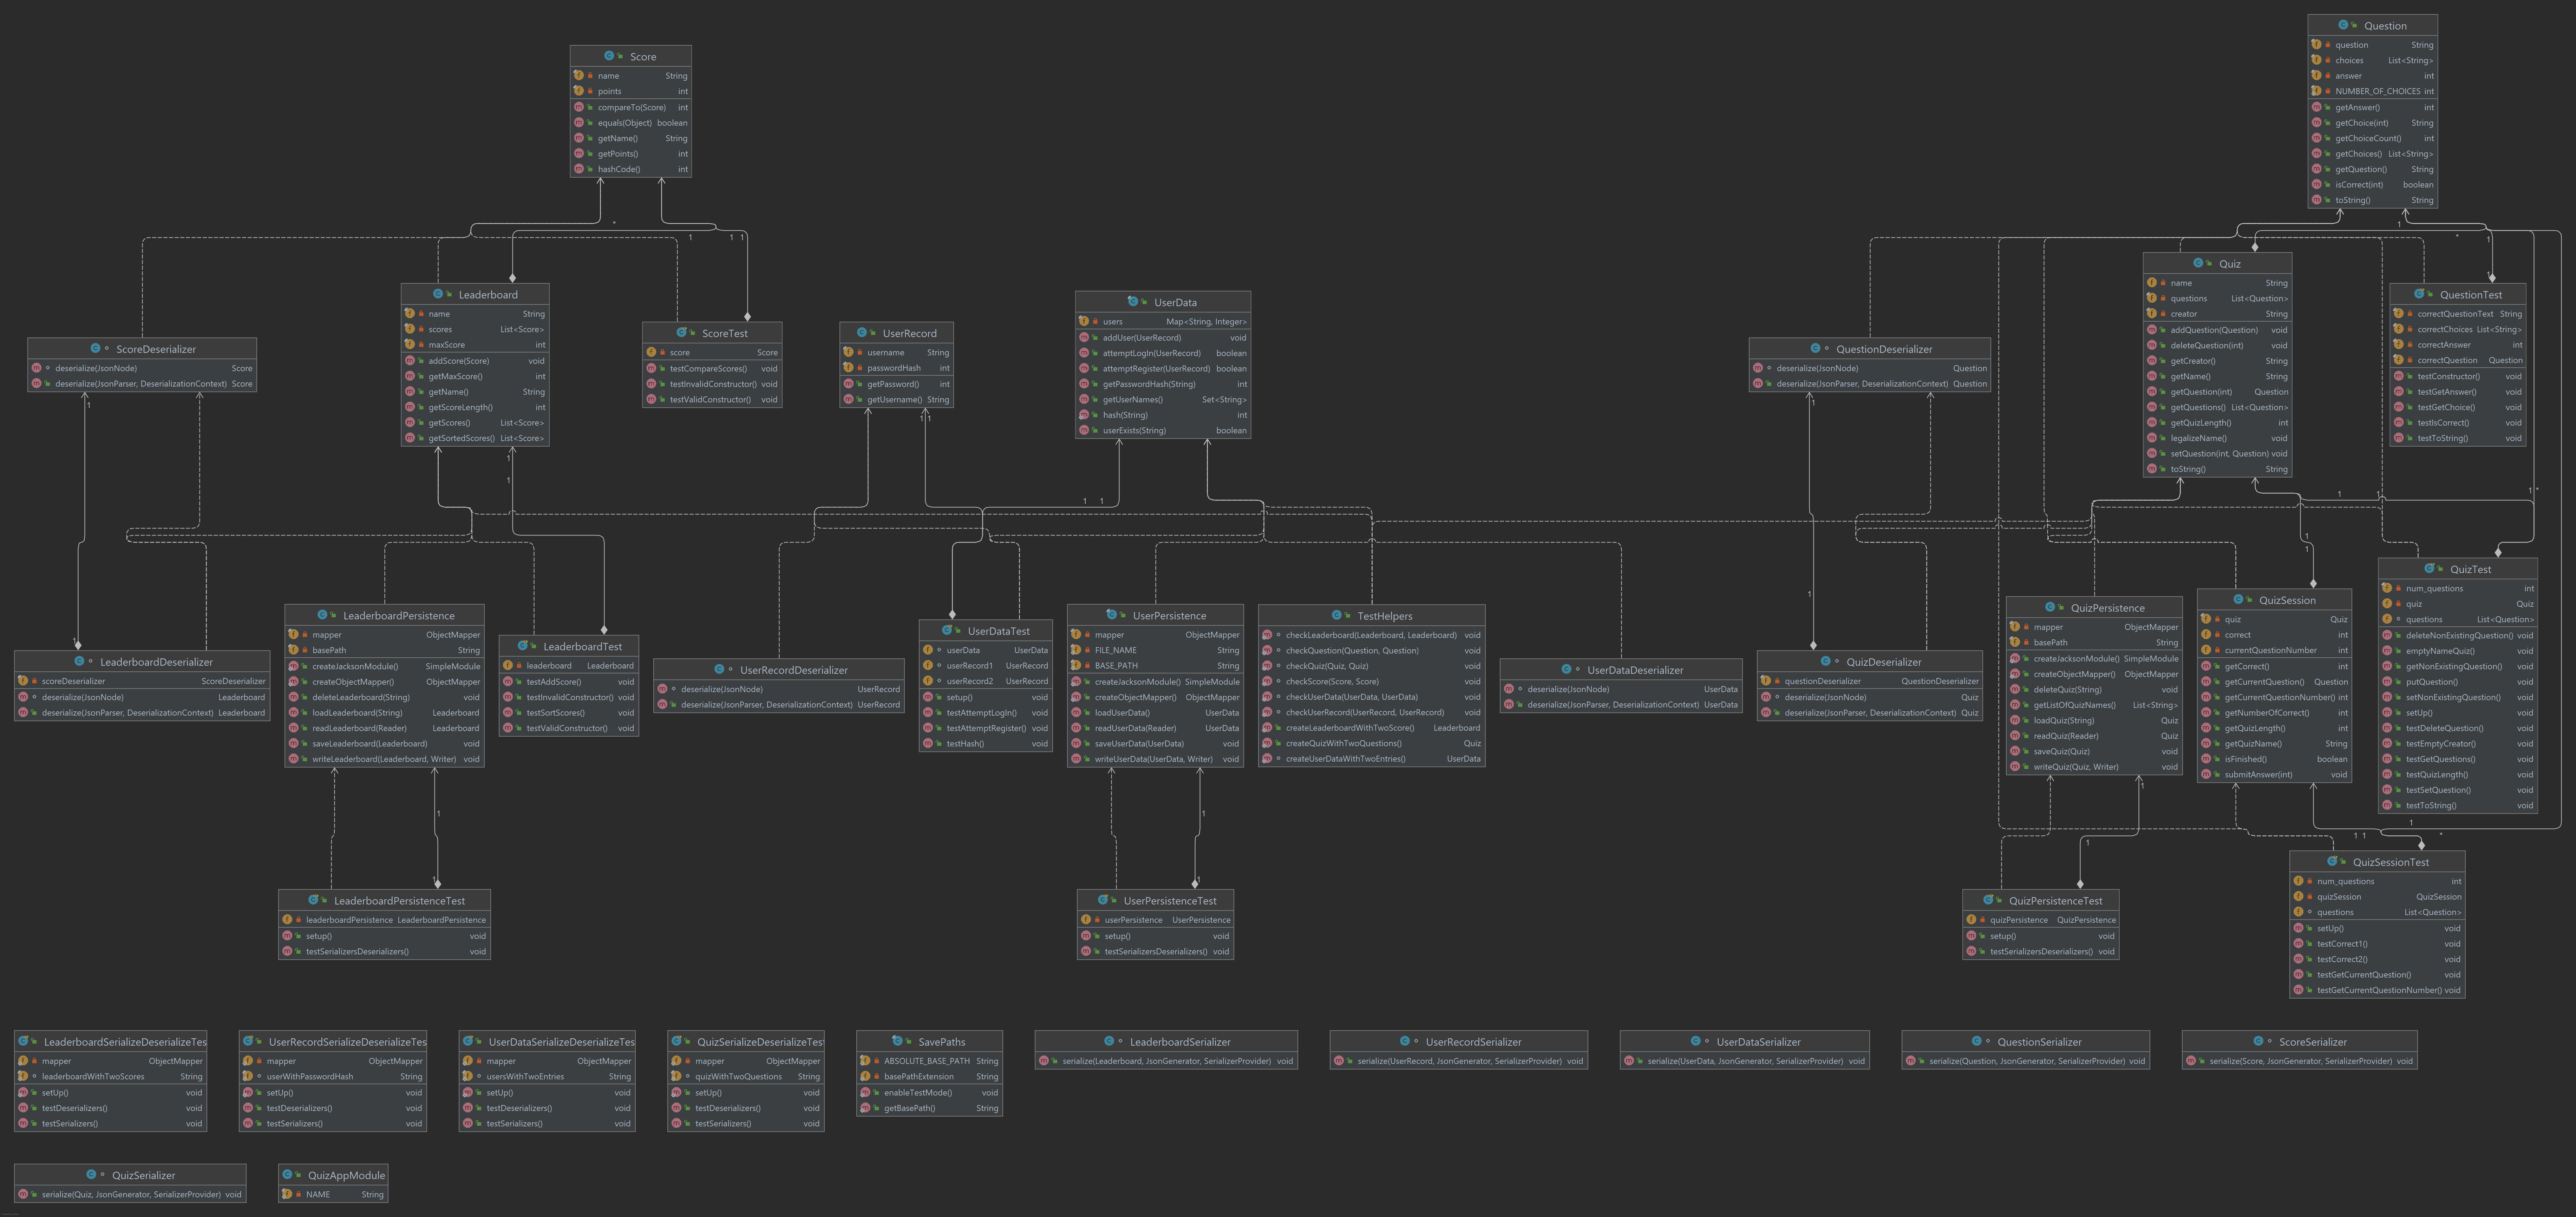 Question
question String
choices List<String>
answer int
NUMBER_OF_CHOICES int
getAnswer() int
getChoice(int) String
getChoiceCount() int
getChoices() List<String>
getQuestion() String
isCorrect(int) boolean
toString() String
Score
name String
points int
compareTo(Score) int
equals(Object) boolean
getName() String
getPoints() int
hashCode() int
Quiz
name String
questions List<Question>
creator String
addQuestion(Question) void
deleteQuestion(int) void
getCreator() String
getName() String
getQuestion(int) Question
getQuestions() List<Question>
getQuizLength() int
legalizeName() void
setQuestion(int, Question) void
toString() String
Leaderboard
name String
scores List<Score>
maxScore int
addScore(Score) void
getMaxScore() int
getName() String
getScoreLength() int
getScores() List<Score>
getSortedScores() List<Score>
QuestionTest
correctQuestionText String
correctChoices List<String>
correctAnswer int
correctQuestion Question
testConstructor() void
testGetAnswer() void
testGetChoice() void
testIsCorrect() void
testToString() void
UserData
users Map<String, Integer>
addUser(UserRecord) void
attemptLogIn(UserRecord) boolean
attemptRegister(UserRecord) boolean
getPasswordHash(String) int
getUserNames() Set<String>
hash(String) int
userExists(String) boolean
ScoreTest
score Score
testCompareScores() void
testInvalidConstructor() void
testValidConstructor() void
UserRecord
username String
passwordHash int
getPassword() int
getUsername() String
ScoreDeserializer
deserialize(JsonNode) Score
deserialize(JsonParser, DeserializationContext) Score
QuestionDeserializer
deserialize(JsonNode) Question
deserialize(JsonParser, DeserializationContext) Question
QuizTest
num_questions int
quiz Quiz
questions List<Question>
deleteNonExistingQuestion() void
emptyNameQuiz() void
getNonExistingQuestion() void
putQuestion() void
setNonExistingQuestion() void
setUp() void
testDeleteQuestion() void
testEmptyCreator() void
testGetQuestions() void
testQuizLength() void
testSetQuestion() void
testToString() void
QuizSession
quiz Quiz
correct int
currentQuestionNumber int
getCorrect() int
getCurrentQuestion() Question
getCurrentQuestionNumber() int
getNumberOfCorrect() int
getQuizLength() int
getQuizName() String
isFinished() boolean
submitAnswer(int) void
QuizPersistence
mapper ObjectMapper
basePath String
createJacksonModule() SimpleModule
createObjectMapper() ObjectMapper
deleteQuiz(String) void
getListOfQuizNames() List<String>
loadQuiz(String) Quiz
readQuiz(Reader) Quiz
saveQuiz(Quiz) void
writeQuiz(Quiz, Writer) void
LeaderboardPersistence
mapper ObjectMapper
basePath String
createJacksonModule() SimpleModule
createObjectMapper() ObjectMapper
deleteLeaderboard(String) void
loadLeaderboard(String) Leaderboard
readLeaderboard(Reader) Leaderboard
saveLeaderboard(Leaderboard) void
writeLeaderboard(Leaderboard, Writer) void
UserPersistence
mapper ObjectMapper
FILE_NAME String
BASE_PATH String
createJacksonModule() SimpleModule
createObjectMapper() ObjectMapper
loadUserData() UserData
readUserData(Reader) UserData
saveUserData(UserData) void
writeUserData(UserData, Writer) void
TestHelpers
checkLeaderboard(Leaderboard, Leaderboard) void
checkQuestion(Question, Question) void
checkQuiz(Quiz, Quiz) void
checkScore(Score, Score) void
checkUserData(UserData, UserData) void
checkUserRecord(UserRecord, UserRecord) void
createLeaderboardWithTwoScore() Leaderboard
createQuizWithTwoQuestions() Quiz
createUserDataWithTwoEntries() UserData
UserDataTest
userData UserData
userRecord1 UserRecord
userRecord2 UserRecord
setup() void
testAttemptLogIn() void
testAttemptRegister() void
testHash() void
LeaderboardTest
leaderboard Leaderboard
testAddScore() void
testInvalidConstructor() void
testSortScores() void
testValidConstructor() void
LeaderboardDeserializer
scoreDeserializer ScoreDeserializer
deserialize(JsonNode) Leaderboard
deserialize(JsonParser, DeserializationContext) Leaderboard
UserRecordDeserializer
deserialize(JsonNode) UserRecord
deserialize(JsonParser, DeserializationContext) UserRecord
UserDataDeserializer
deserialize(JsonNode) UserData
deserialize(JsonParser, DeserializationContext) UserData
QuizDeserializer
questionDeserializer QuestionDeserializer
deserialize(JsonNode) Quiz
deserialize(JsonParser, DeserializationContext) Quiz
QuizSessionTest
num_questions int
quizSession QuizSession
questions List<Question>
setUp() void
testCorrect1() void
testCorrect2() void
testGetCurrentQuestion() void
testGetCurrentQuestionNumber() void
LeaderboardPersistenceTest
leaderboardPersistence LeaderboardPersistence
setup() void
testSerializersDeserializers() void
UserPersistenceTest
userPersistence UserPersistence
setup() void
testSerializersDeserializers() void
QuizPersistenceTest
quizPersistence QuizPersistence
setup() void
testSerializersDeserializers() void
LeaderboardSerializeDeserializeTes
mapper ObjectMapper
leaderboardWithTwoScores String
setUp() void
testDeserializers() void
testSerializers() void
UserRecordSerializeDeserializeTes
mapper ObjectMapper
userWithPasswordHash String
setUp() void
testDeserializers() void
testSerializers() void
UserDataSerializeDeserializeTes
mapper ObjectMapper
usersWithTwoEntries String
setUp() void
testDeserializers() void
testSerializers() void
QuizSerializeDeserializeTest
mapper ObjectMapper
quizWithTwoQuestions String
setUp() void
testDeserializers() void
testSerializers() void
SavePaths
ABSOLUTE_BASE_PATH String
basePathExtension String
enableTestMode() void
getBasePath() String
LeaderboardSerializer
serialize(Leaderboard, JsonGenerator, SerializerProvider) void
UserRecordSerializer
serialize(UserRecord, JsonGenerator, SerializerProvider) void
UserDataSerializer
serialize(UserData, JsonGenerator, SerializerProvider) void
QuestionSerializer
serialize(Question, JsonGenerator, SerializerProvider) void
ScoreSerializer
serialize(Score, JsonGenerator, SerializerProvider) void
QuizSerializer
serialize(Quiz, JsonGenerator, SerializerProvider) void
QuizAppModule
NAME String